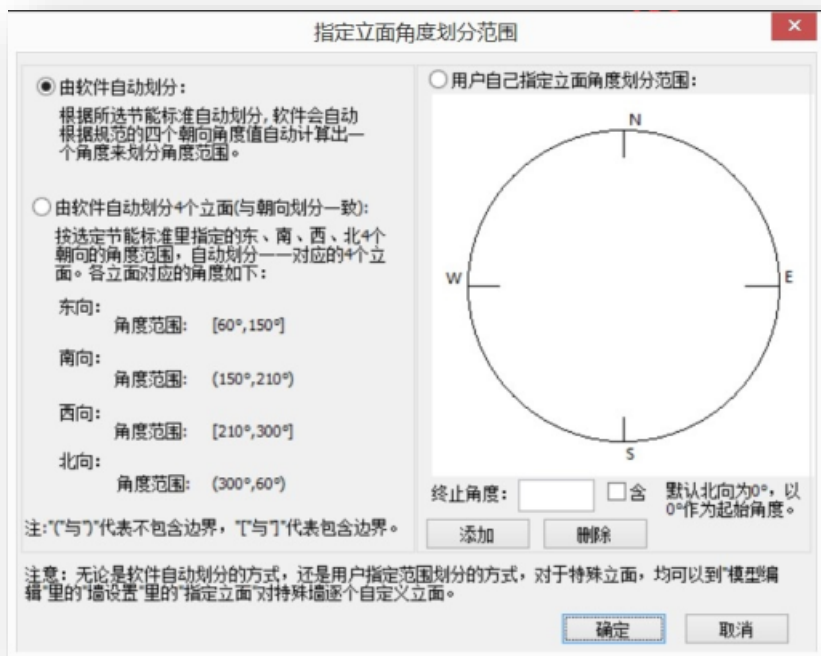 指定立面角度划分范围
由软件自动划分:
根据所选节能标准自动划分,软件会自动
根据规范的四个朝向角度值自动计算出一
个角度来划分角度范围。
由软件自动划分4个立面(与朝向划分一致):
按选定节能标准里指定的东、南、西、北4个
朝向的角度范围，自动划分一一对应的4个立
面。各立面对应的角度如下：
东向:
角度范围: [60°,150°]
南向:
角度范围: (150°,210°)
西向:
角度范围: [210°,300°]
北向:
角度范围: (300°,60°)
注:"("与")"代表不包含边界，"["与"]"代表包含边界。
用户自己指定立面角度划分范围:
N
W
E
S
终止角度:
含
默认北向为0°，以
0°作为起始角度。
添加
删除
注意：无论是软件自动划分的方式，还是用户指定范围划分的方式，对于特殊立面，均可以到"模型编
辑"里的"墙设置"里的"指定立面"对特殊墙逐个自定义立面。
确定
取消